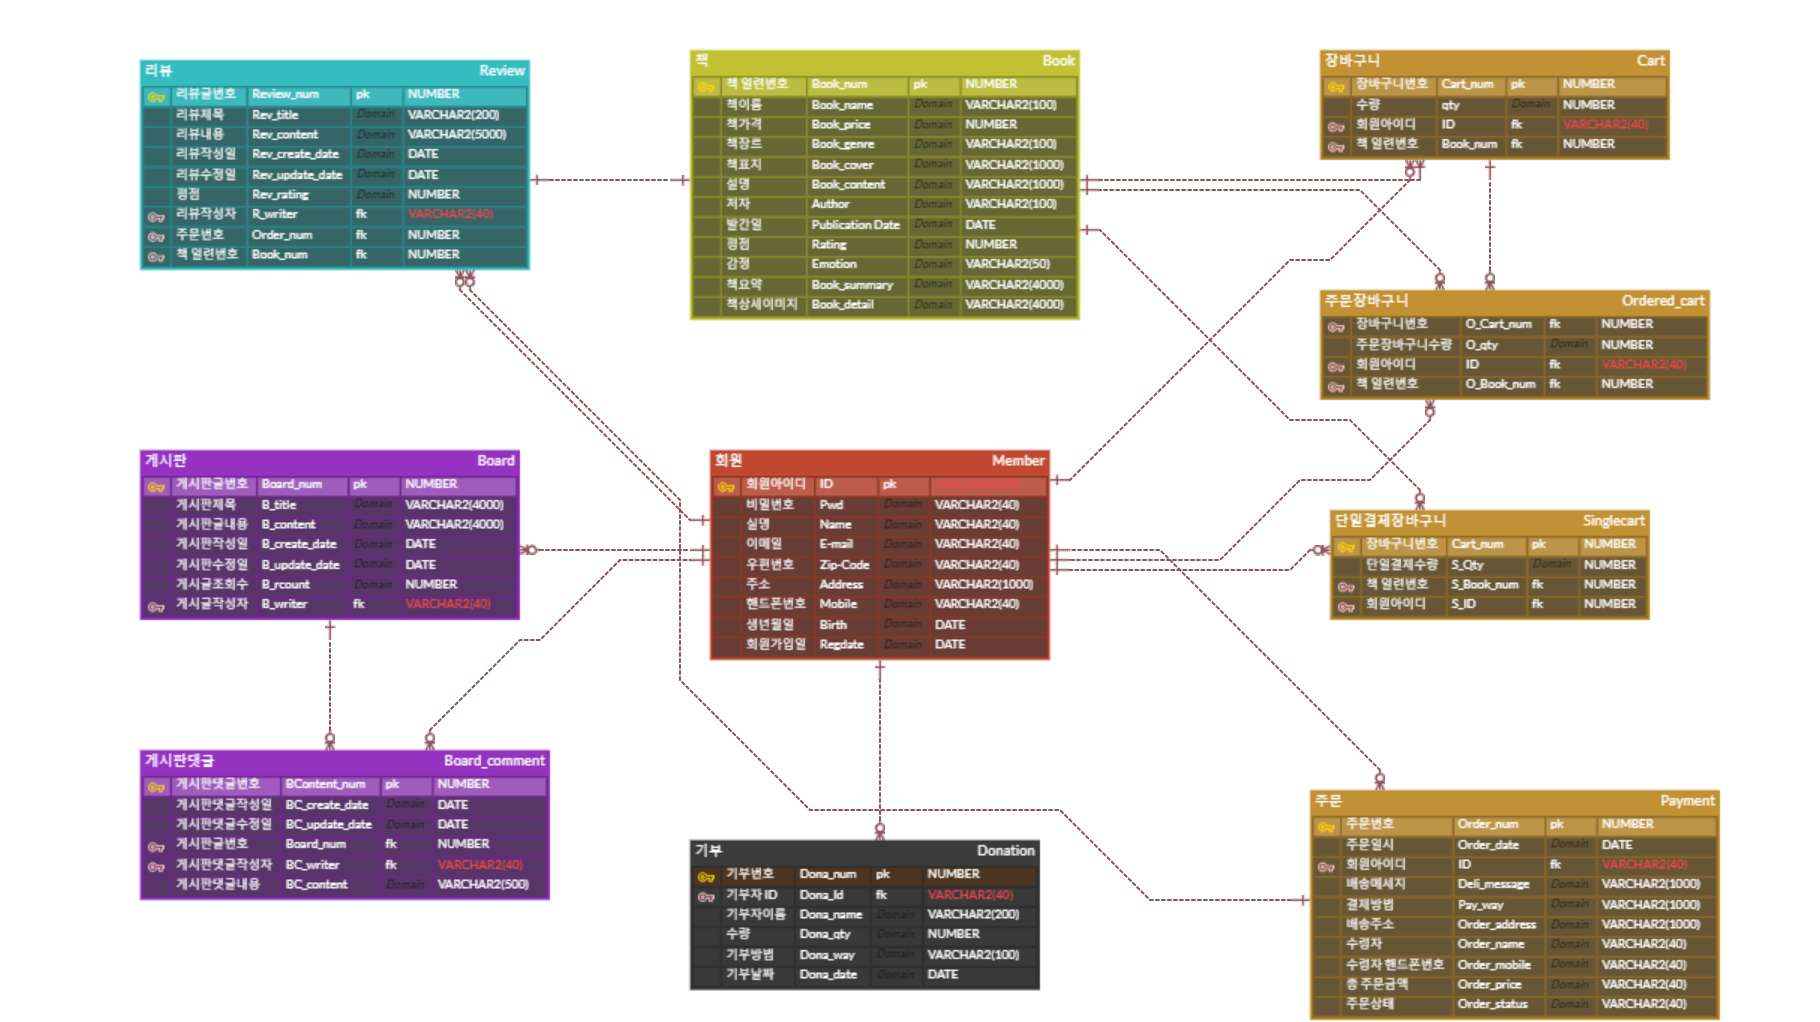 리뷰 Review
리뷰글번호 Review_num pk NUMBER
리뷰제목 Rev_title Domain VARCHAR2(200)
리뷰내용 Rev_content Domain VARCHAR2(5000)
리뷰작성일 Rev_create_date Domain DATE
리뷰수정일 Rev_update_date Domain DATE
평점 Rev_rating Domain NUMBER
리뷰작성자 R_writer fk VARCHAR2(40)
주문번호 Order_num fk NUMBER
책 일련번호 Book_num fk NUMBER
책 Book
책 일련번호 Book_num pk NUMBER
책이름 Book_name Domain VARCHAR2(100)
책가격 Book_price Domain NUMBER
책장르 Book_genre Domain VARCHAR2(100)
책표지 Book_cover Domain VARCHAR2(1000)
설명 Book_content Domain VARCHAR2(1000)
저자 Author Domain VARCHAR2(100)
발간일 Publication Date Domain DATE
평점 Rating Domain NUMBER
감정 Emotion Domain VARCHAR2(50)
책요약 Book_summary Domain VARCHAR2(4000)
책상세이미지 Book_detail Domain VARCHAR2(4000)
장바구니 Cart
장바구니번호 Cart_num pk NUMBER
수량 qty Domain NUMBER
회원아이디 ID fk VARCHAR2(40)
책 일련번호 Book_num fk NUMBER
주문장바구니 Ordered_cart
장바구니번호 O_Cart_num fk NUMBER
주문장바구니수량 O_qty Domain NUMBER
회원아이디 ID fk VARCHAR2(40)
책 일련번호 O_Book_num fk NUMBER
게시판 Board
게시판글번호 Board_num pk NUMBER
게시판제목 B_title Domain VARCHAR2(4000)
게시판글내용 B_content Domain VARCHAR2(4000)
게시판작성일 B_create_date Domain DATE
게시판수정일 B_update_date Domain DATE
게시글조회수 B_rcount Domain NUMBER
게시글작성자 B_writer fk VARCHAR2(40)
회원 Member
회원아이디 ID pk
비밀번호 Pwd Domain VARCHAR2(40)
실명 Name Domain VARCHAR2(40)
이메일 E-mail Domain VARCHAR2(40)
우편번호 Zip-Code Domain VARCHAR2(40)
주소 Address Domain VARCHAR2(1000)
핸드폰번호 Mobile Domain VARCHAR2(40)
생년월일 Birth Domain DATE
회원가입일 Regdate Domain DATE
단일결제장바구니 Singlecart
장바구니번호 Cart_num pk NUMBER
단일결제수량 S_Qty Domain NUMBER
책 일련번호 S_Book_num fk NUMBER
회원아이디 S_ID fk NUMBER
게시판댓글 Board_comment
게시판댓글번호 BContent_num pk NUMBER
게시판댓글작성일 BC_create_date Domain DATE
게시판댓글수정일 BC_update_date Domain DATE
게시판글번호 Board_num fk NUMBER
게시판댓글작성자 BC_writer fk VARCHAR2(40)
게시판댓글내용 BC_content Domain VARCHAR2(500)
기부 Donation
기부번호 Dona_num pk NUMBER
기부자 ID Dona_Id fk VARCHAR2(40)
기부자이름 Dona_name Domain VARCHAR2(200)
수량 Dona_qty Domain NUMBER
기부방법 Dona_way Domain VARCHAR2(100)
기부날짜 Dona_date Domain DATE
주문 Payment
주문번호 Order_num pk NUMBER
주문일시 Order_date Domain DATE
회원아이디 ID fk VARCHAR2(40)
배송메세지 Deli_message Domain VARCHAR2(1000)
결제방법 Pay_way Domain VARCHAR2(1000)
배송주소 Order_address Domain VARCHAR2(1000)
수령자 Order_name Domain VARCHAR2(40)
수령자 핸드폰번호 Order_mobile Domain VARCHAR2(40)
총 주문금액 Order_price Domain VARCHAR2(40)
주문상태 Order_status Domain VARCHAR2(40)